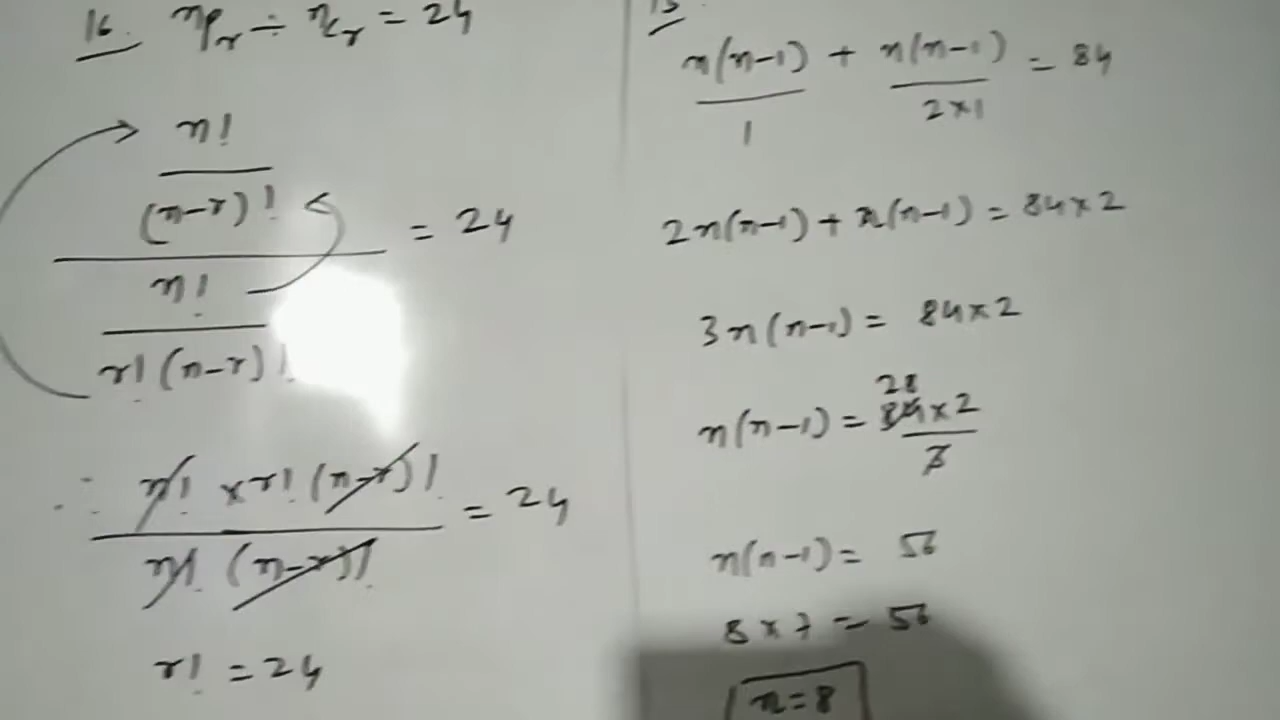 16. nPr ÷ nCr = 24
n!
(n-r)!
= 24
n!
r!(n-r)!
∴ n! × r!(n-r)! = 24
n! (n-r)!
r! = 24
n(n-1) + n(n-1) = 84
1 2×1
2n(n-1) + n(n-1) = 84×2
3n(n-1) = 84×2
28
n(n-1) = 84×2
3
n(n-1) = 56
8 × 7 = 56
n=8